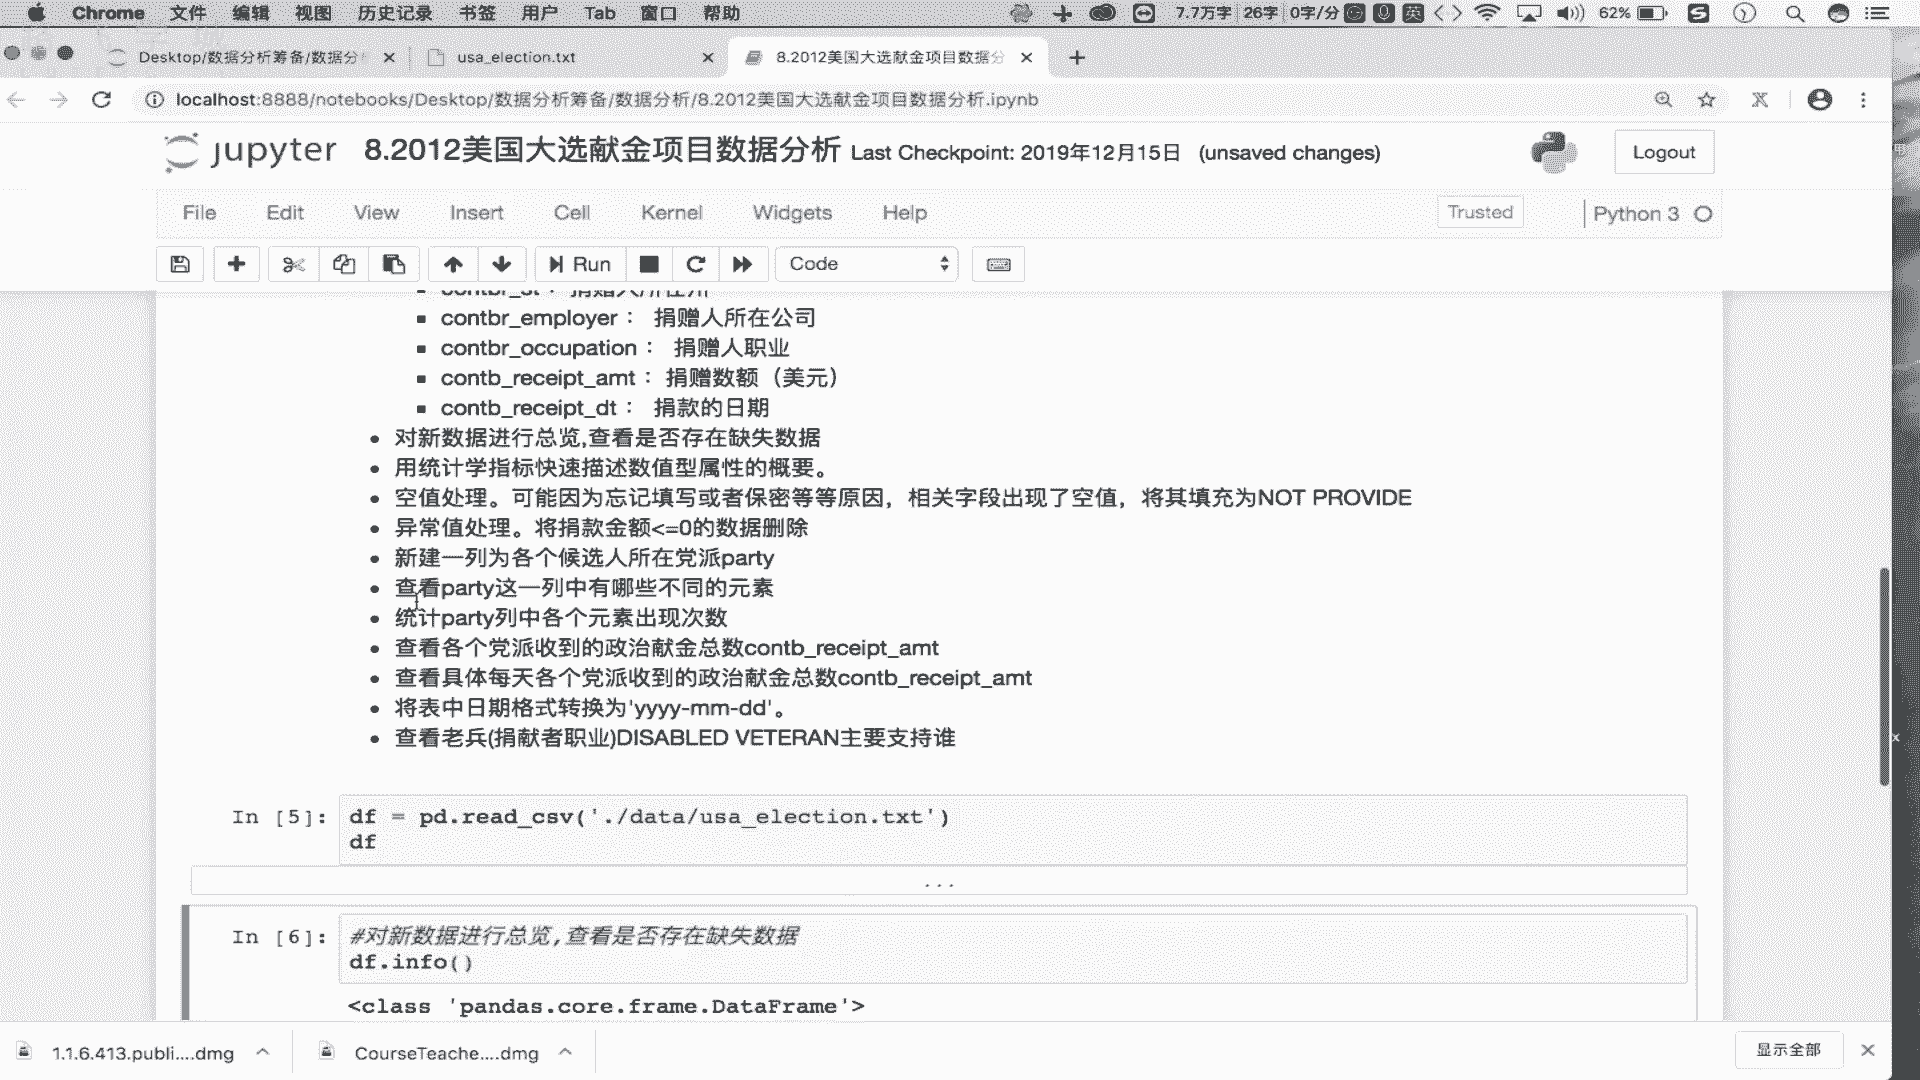 Chrome 文件 编辑 视图 历史记录 书签 用户 Tab 窗口 帮助 7.7万字 26字 0字/分 英 62%
Desktop/数据分析筹备/数据分
usa_election.txt
8.2012美国大选献金项目数据分
localhost:8888/notebooks/Desktop/数据分析筹备/数据分析/8.2012美国大选献金项目数据分析.ipynb
jupyter 8.2012美国大选献金项目数据分析 Last Checkpoint: 2019年12月15日 (unsaved changes)
Logout
File Edit View Insert Cell Kernel Widgets Help
Trusted
Python 3
Run
Code
contbr_employer： 捐赠人所在公司
contbr_occupation： 捐赠人职业
contb_receipt_amt：捐赠数额（美元）
contb_receipt_dt： 捐款的日期
对新数据进行总览,查看是否存在缺失数据
用统计学指标快速描述数值型属性的概要。
空值处理。可能因为忘记填写或者保密等等原因，相关字段出现了空值，将其填充为NOT PROVIDE
异常值处理。将捐款金额<=0的数据删除
新建一列为各个候选人所在党派party
查看party这一列中有哪些不同的元素
统计party列中各个元素出现次数
查看各个党派收到的政治献金总数contb_receipt_amt
查看具体每天各个党派收到的政治献金总数contb_receipt_amt
将表中日期格式转换为'yyyy-mm-dd'。
查看老兵(捐献者职业)DISABLED VETERAN主要支持谁
In [5]: df = pd.read_csv('./data/usa_election.txt')
df
...
In [6]: #对新数据进行总览,查看是否存在缺失数据
df.info()
<class 'pandas.core.frame.DataFrame'>
1.1.6.413.publi....dmg
CourseTeache....dmg
显示全部